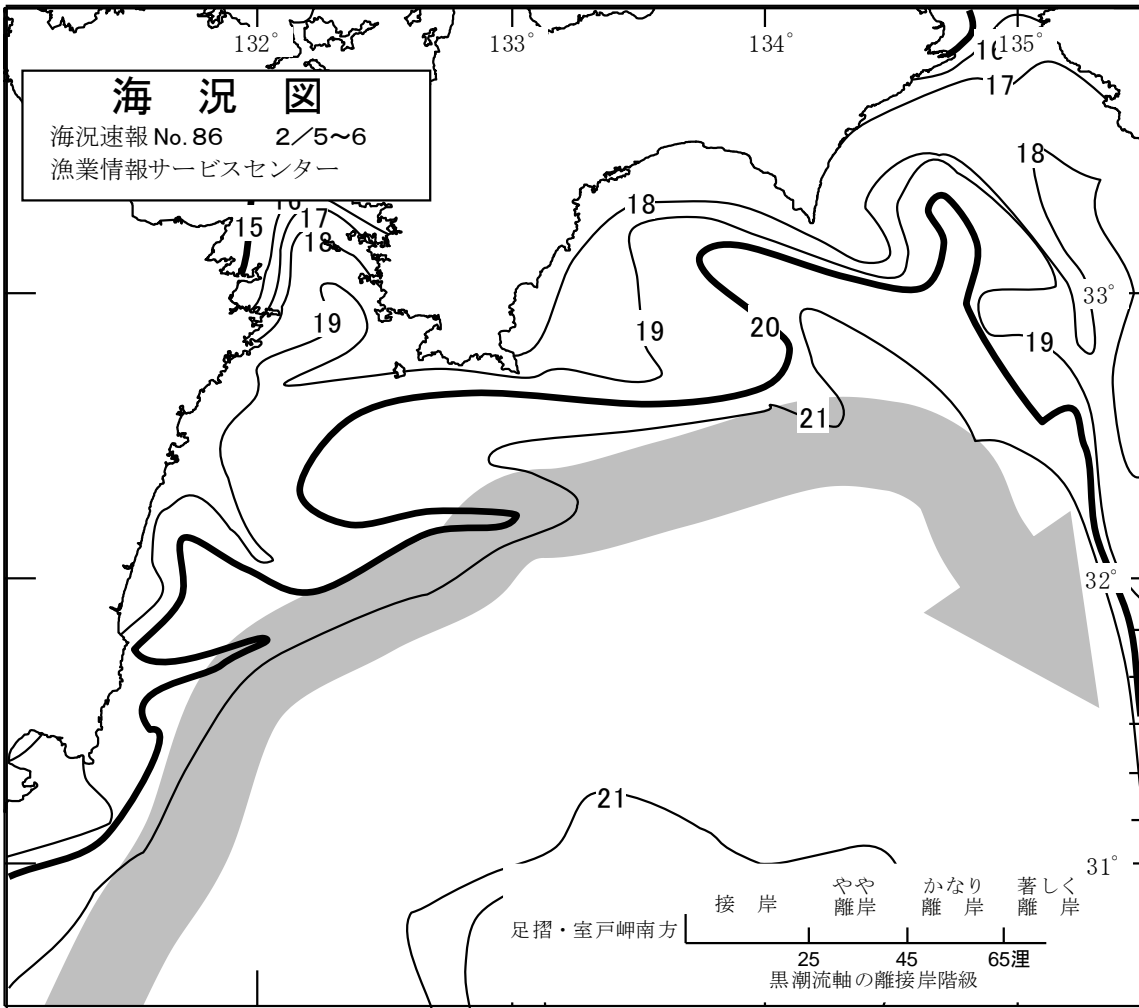 132°
133°
134°
135°
海 況 図
海況速報 No.86 2/5~6
漁業情報サービスセンター
16
17
18
15
16
17
18
18
19
19
20
21
33°
19
32°
21
31°
接 岸
やや
離岸
かなり
離 岸
著しく
離 岸
足摺・室戸岬南方
25
45
65浬
黒潮流軸の離接岸階級